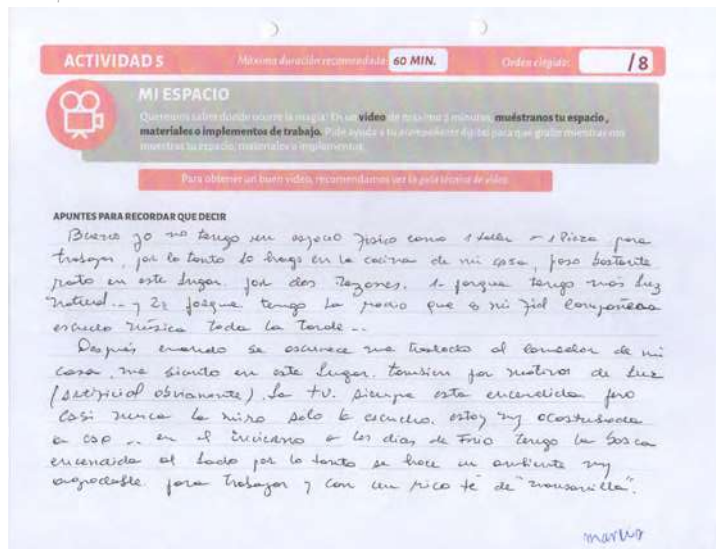 ACTIVIDAD 5 Máxima duración recomendada: 60 MIN. Orden elegido: /8
MI ESPACIO
Queremos saber donde ocurre la magia! En un video de máximo 3 minutos, muéstranos tu espacio,
materiales o implementos de trabajo. Pide ayuda a tu acompañante digital para que grabe mientras nos
muestras tu espacio, materiales o implementos.
Para obtener un buen video, recomendamos ver la guía técnica de video
APUNTES PARA RECORDAR QUE DECIR
Bueno yo no tengo un espacio fisico como 1 taller o 1 pieza para
trabajar, por lo tanto lo hago en la cocina de mi casa, paso bastante
rato en este lugar. por dos razones. 1- porque tengo más luz
natural.. y 2: porque tengo la radio que es mi fiel compañera
escucho música toda la tarde..
Después cuando se oscurece me traslado al comedor de mi
casa, me siento en este lugar. tambien por motivos de luz
(artificial obviamente). la tv. siempre esta encendida pero
casi nunca la miro solo la escucho. estoy muy acostumbrada
a eso.. en el invierno o los dias de frio tengo la bosca
encendida al lado por lo tanto se hace un ambiente muy
agradable. para trabajar y con un rico té de "manzanilla".